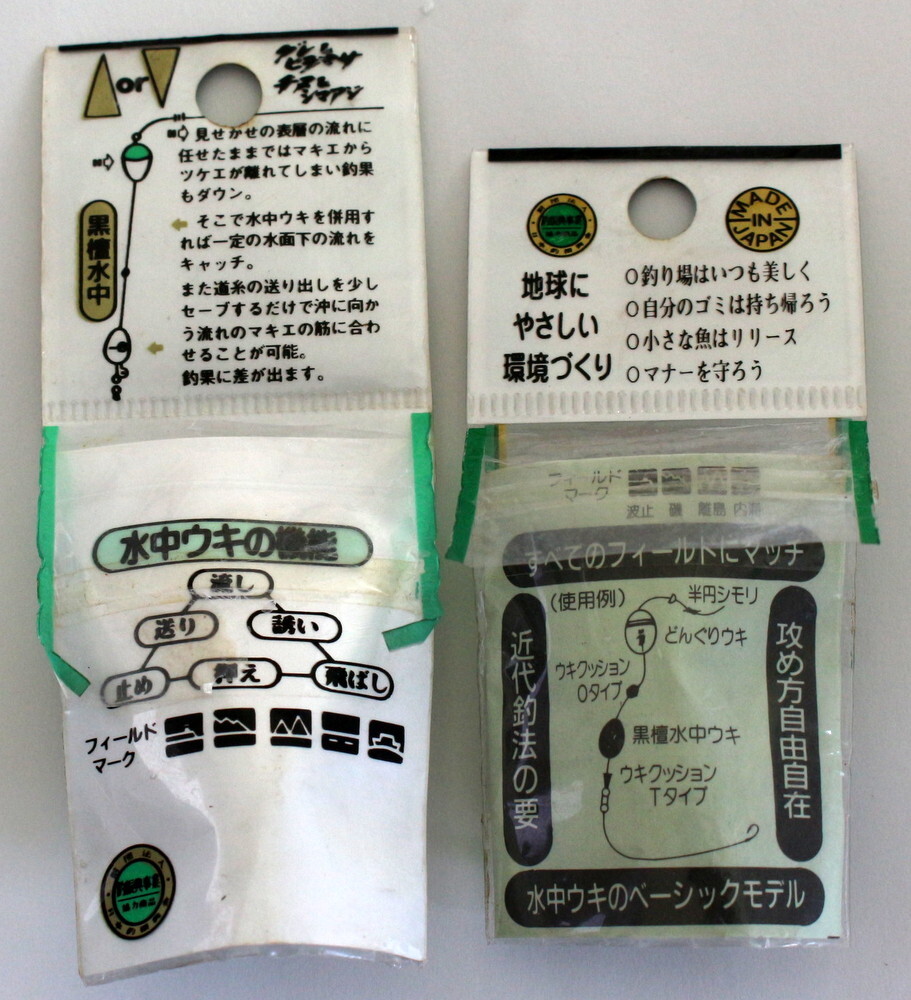 or
グレ
ヒラマサ
チヌ
シマアジ
見せかせの表層の流れに
任せたままではマキエから
ツケエが離れてしまい釣果
もダウン。
そこで水中ウキを併用す
れば一定の水面下の流れを
キャッチ。
また道糸の送り出しを少し
セーブするだけで沖に向か
う流れのマキエの筋に合わ
せることが可能。
釣果に差が出ます。
黒檀水中
水中ウキの機能
流し
送り
誘い
止め
抑え
飛ばし
フィールド
マーク
財団法人
協力商品
MADE
IN
JAPAN
地球に
やさしい
環境づくり
○釣り場はいつも美しく
○自分のゴミは持ち帰ろう
○小さな魚はリリース
○マナーを守ろう
フィールド
マーク
波止 磯 離島
すべてのフィールドにマッチ
近代釣法の要
(使用例)
半円シモリ
どんぐりウキ
ウキクッション
Oタイプ
黒檀水中ウキ
ウキクッション
Tタイプ
攻め方自由自在
水中ウキのベーシックモデル